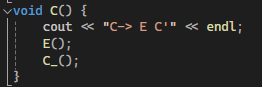 void C() {
cout << "C-> E C'" << endl;
E();
C_();
}